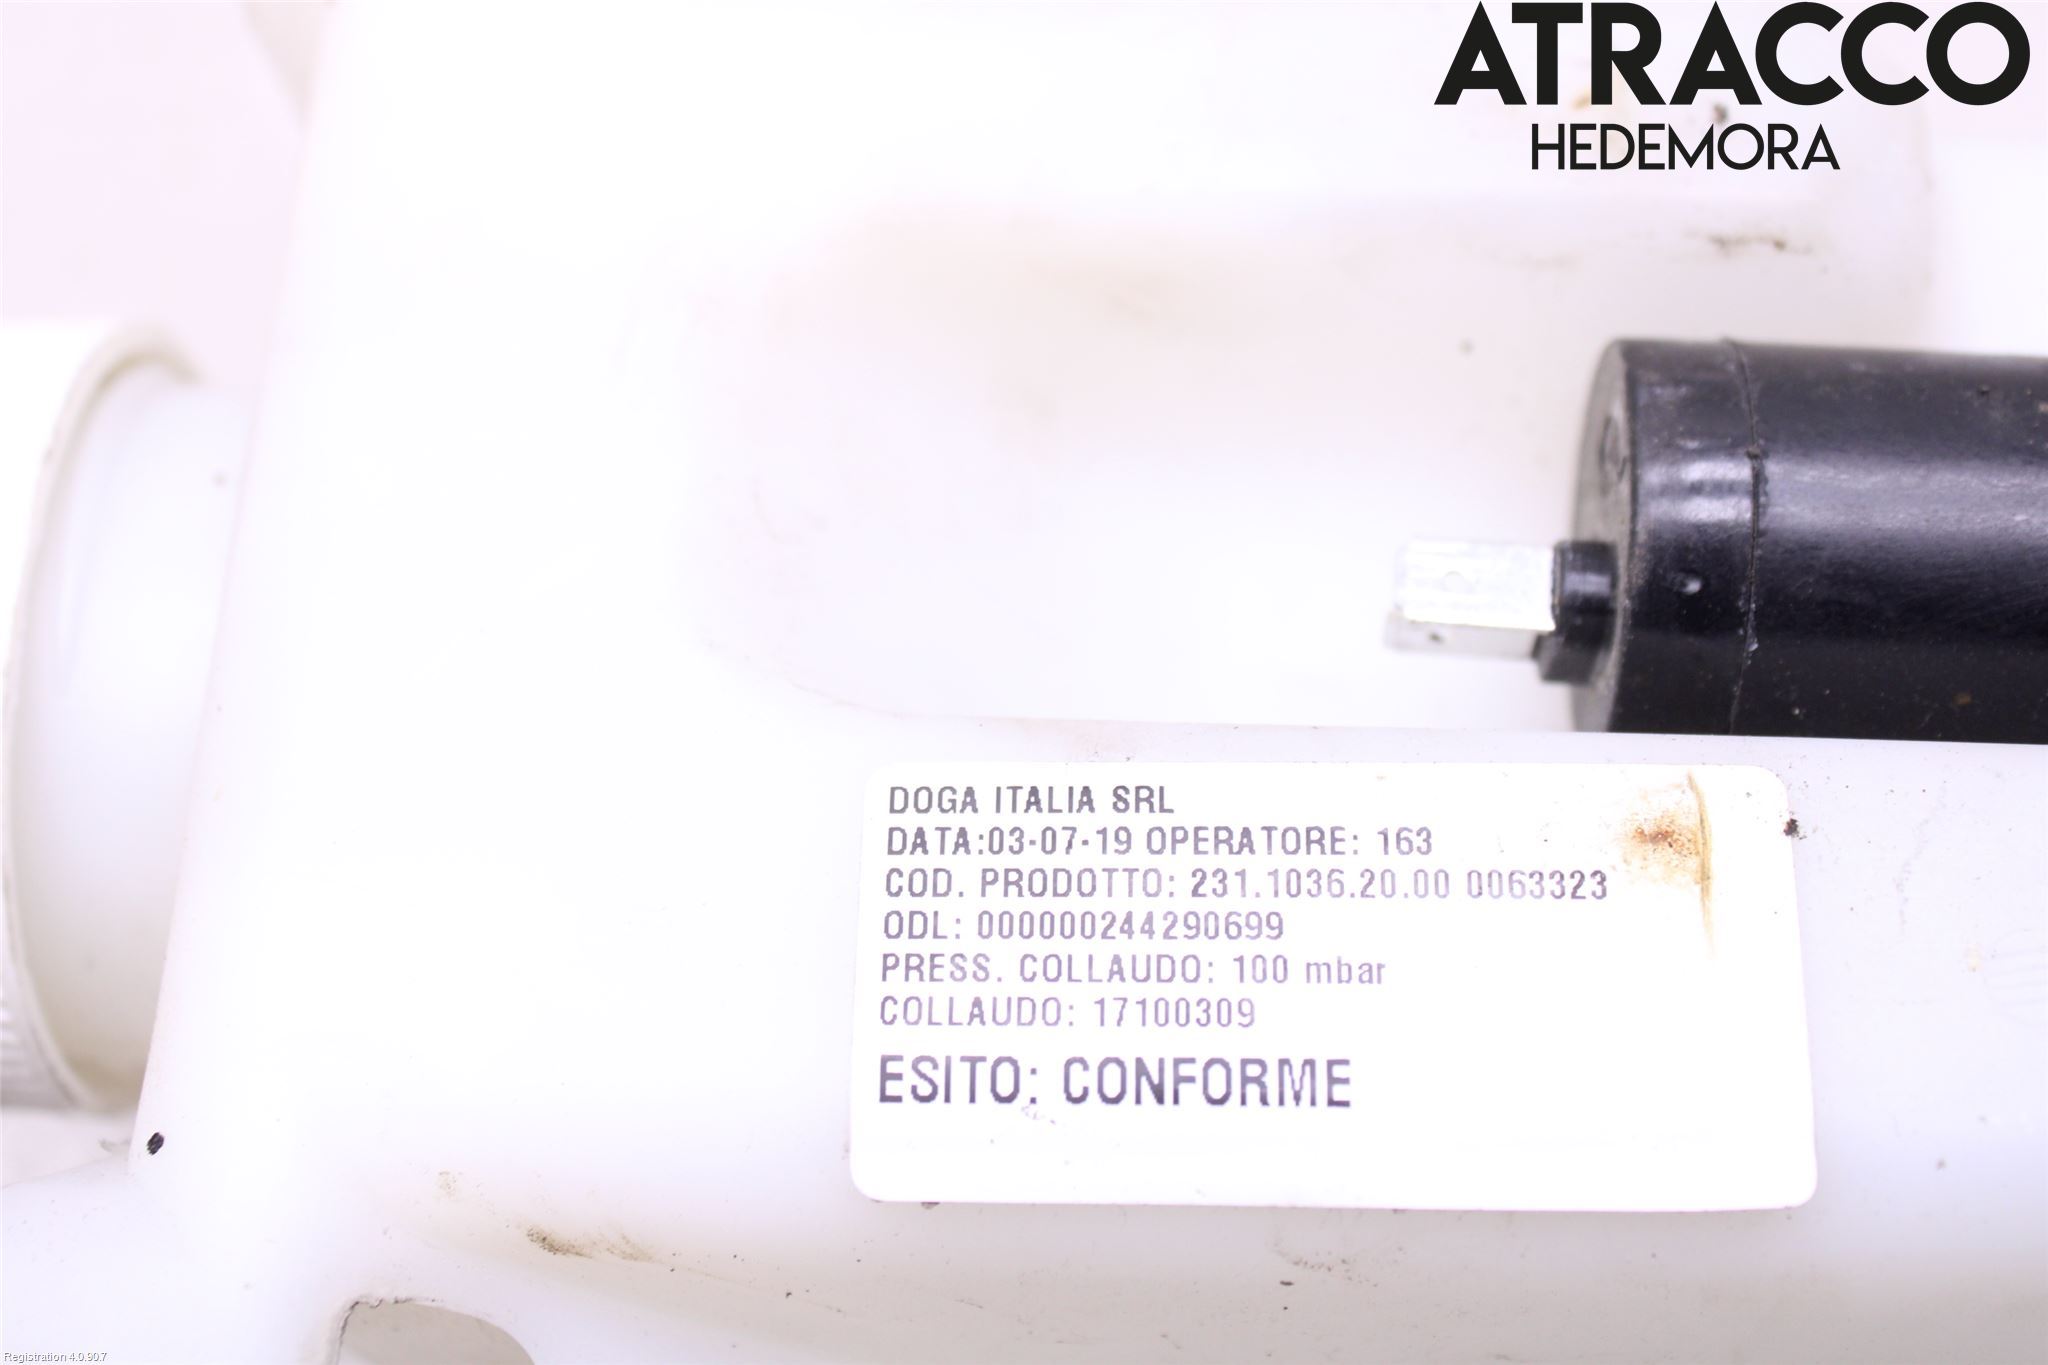 ATRACCO
HEDEMORA
DOGA ITALIA SRL
DATA:03-07-19 OPERATORE: 163
COD. PRODOTTO: 231.1036.20.00 0063323
ODL: 000000244290699
PRESS. COLLAUDO: 100 mbar
COLLAUDO: 17100309
ESITO: CONFORME
Registration 4.0.90.7